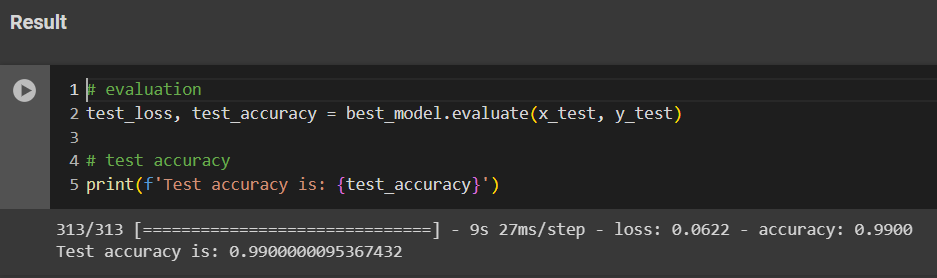 Result
1 # evaluation
2 test_loss, test_accuracy = best_model.evaluate(x_test, y_test)
3
4 # test accuracy
5 print(f'Test accuracy is: {test_accuracy}')
313/313 [==============================] - 9s 27ms/step - loss: 0.0622 - accuracy: 0.9900
Test accuracy is: 0.9900000095367432